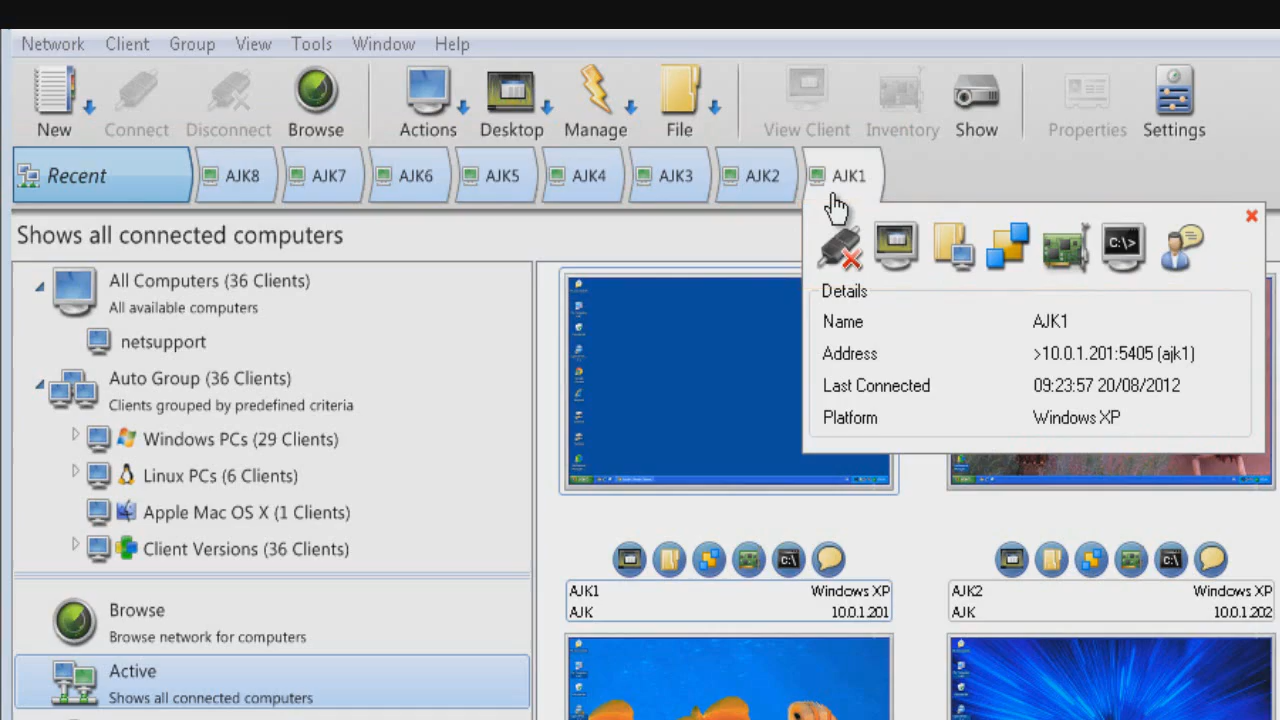 Network Client Group View Tools Window Help
New Connect Disconnect Browse Actions Desktop Manage File View Client Inventory Show Properties Settings
Recent AJK8 AJK7 AJK6 AJK5 AJK4 AJK3 AJK2 AJK1
Shows all connected computers
C:\>
Details
Name AJK1
Address >10.0.1.201:5405 (ajk1)
Last Connected 09:23:57 20/08/2012
Platform Windows XP
All Computers (36 Clients)
All available computers
netsupport
Auto Group (36 Clients)
Clients grouped by predefined criteria
Windows PCs (29 Clients)
Linux PCs (6 Clients)
Apple Mac OS X (1 Clients)
Client Versions (36 Clients)
Browse
Browse network for computers
Active
Shows all connected computers
C:\ C:\
AJK1 Windows XP
AJK 10.0.1.201
AJK2 Windows XP
AJK 10.0.1.202